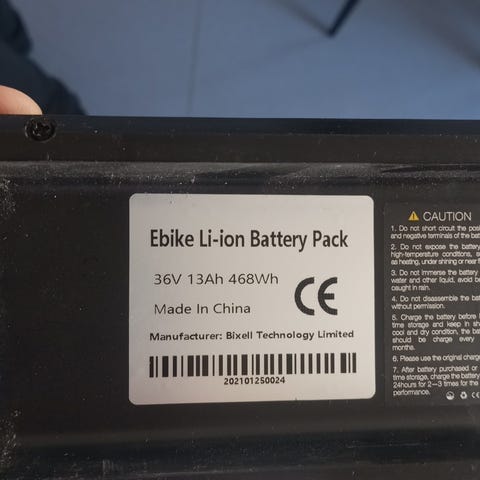 Ebike Li-ion Battery Pack
36V 13Ah 468Wh
CE
Made In China
Manufacturer: Bixell Technology Limited
202101250024
CAUTION
1. Do not short circuit the
and negative terminals of the
2. Do not expose the battery
high-temperature conditions,
as heating, under shining or near
3. Do not immerse the battery
water and other liquid, avoid
caught in rain.
4. Do not disassemble the
without permission.
5. Charge the battery before
time storage and keep in
cool and dry condition, the
should be charge every
months.
6. Please use the original
7. After battery purchased or
time storage, charge the battery
24hours for 2—3 times for the
performance.